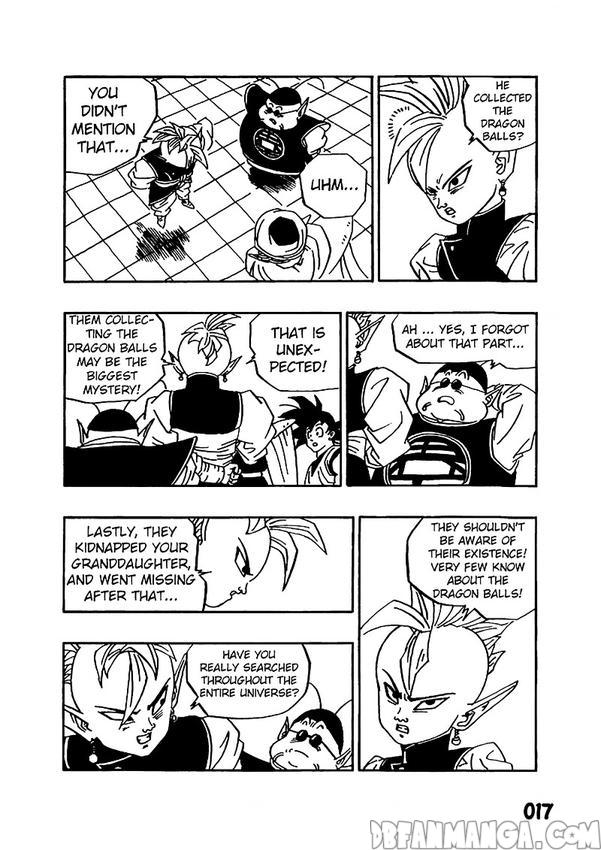 HE
COLLECTED
THE
DRAGON
BALLS?
YOU
DIDN'T
MENTION
THAT...
UHM...
AH ... YES, I FORGOT
ABOUT THAT PART...
THAT IS
UNEX-
PECTED!
THEM COLLEC-
TING THE
DRAGON BALLS
MAY BE THE
BIGGEST
MYSTERY!
THEY SHOULDN'T
BE AWARE OF
THEIR EXISTENCE!
VERY FEW KNOW
ABOUT THE
DRAGON BALLS!
LASTLY, THEY
KIDNAPPED YOUR
GRANDDAUGHTER,
AND WENT MISSING
AFTER THAT...
HAVE YOU
REALLY SEARCHED
THROUGHOUT THE
ENTIRE UNIVERSE?
017
DBFANMANGA.COM